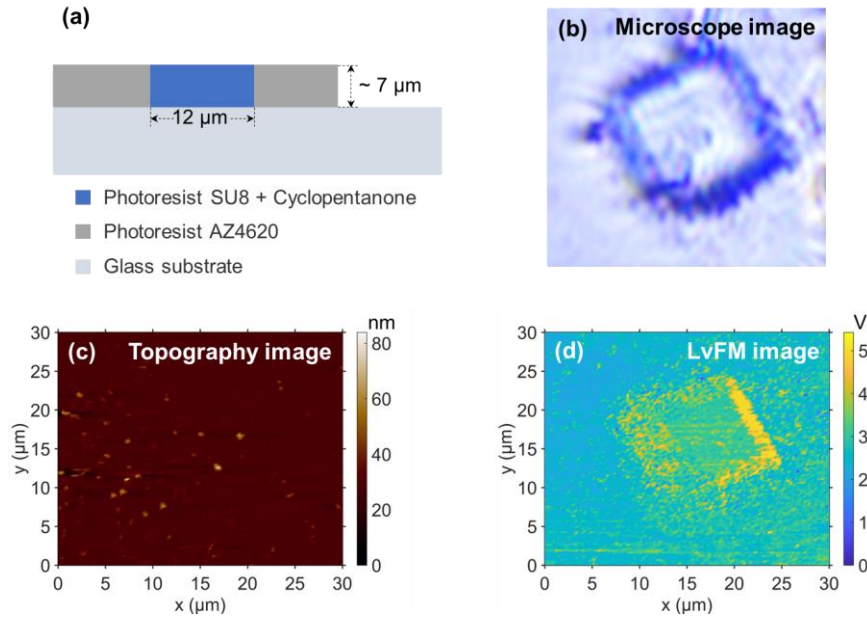 (a)
~ 7 μm
12 μm
Photoresist SU8 + Cyclopentanone
Photoresist AZ4620
Glass substrate
(b) Microscope image
(c) Topography image
nm
80
60
40
20
0
30
25
20
15
10
5
0
y (μm)
0 5 10 15 20 25 30
x (μm)
(d) LvFM image
V
5
4
3
2
1
0
30
25
20
15
10
5
0
y (μm)
0 5 10 15 20 25 30
x (μm)